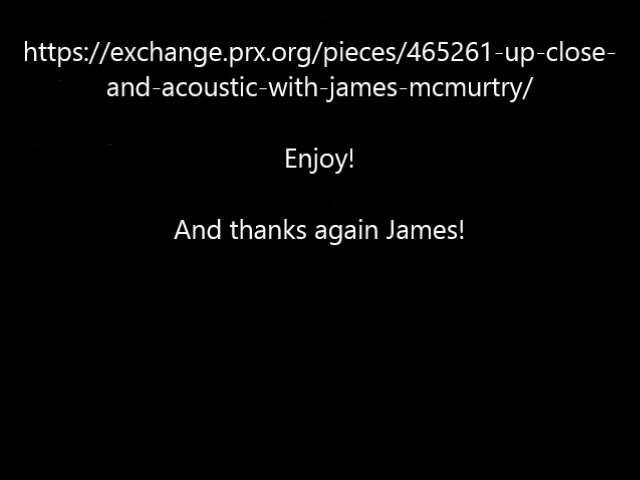 https://exchange.prx.org/pieces/465261-up-close-
and-acoustic-with-james-mcmurtry/
Enjoy!
And thanks again James!